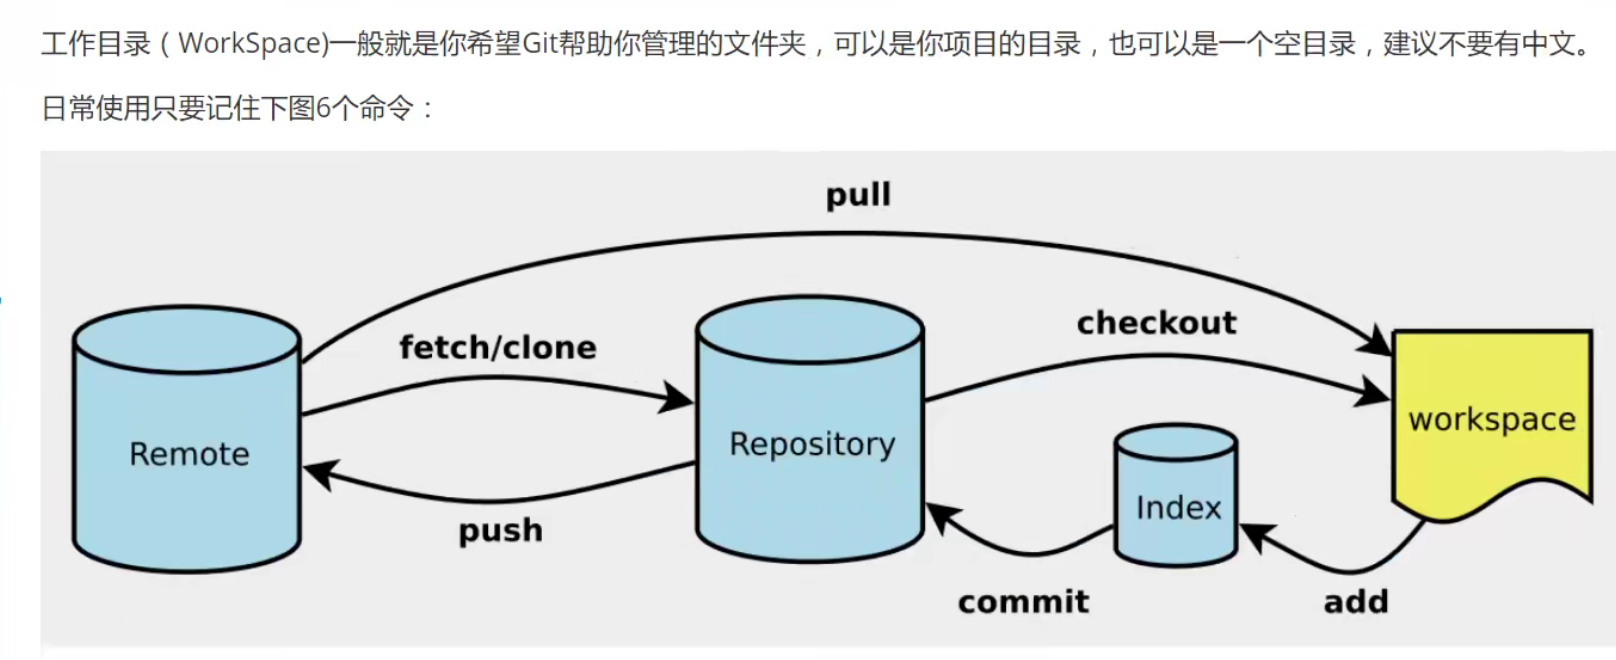 工作目录（WorkSpace)一般就是你希望Git帮助你管理的文件夹，可以是你项目的目录，也可以是一个空目录，建议不要有中文。
日常使用只要记住下图6个命令：
pull
fetch/clone
checkout
Remote
Repository
workspace
Index
push
commit
add